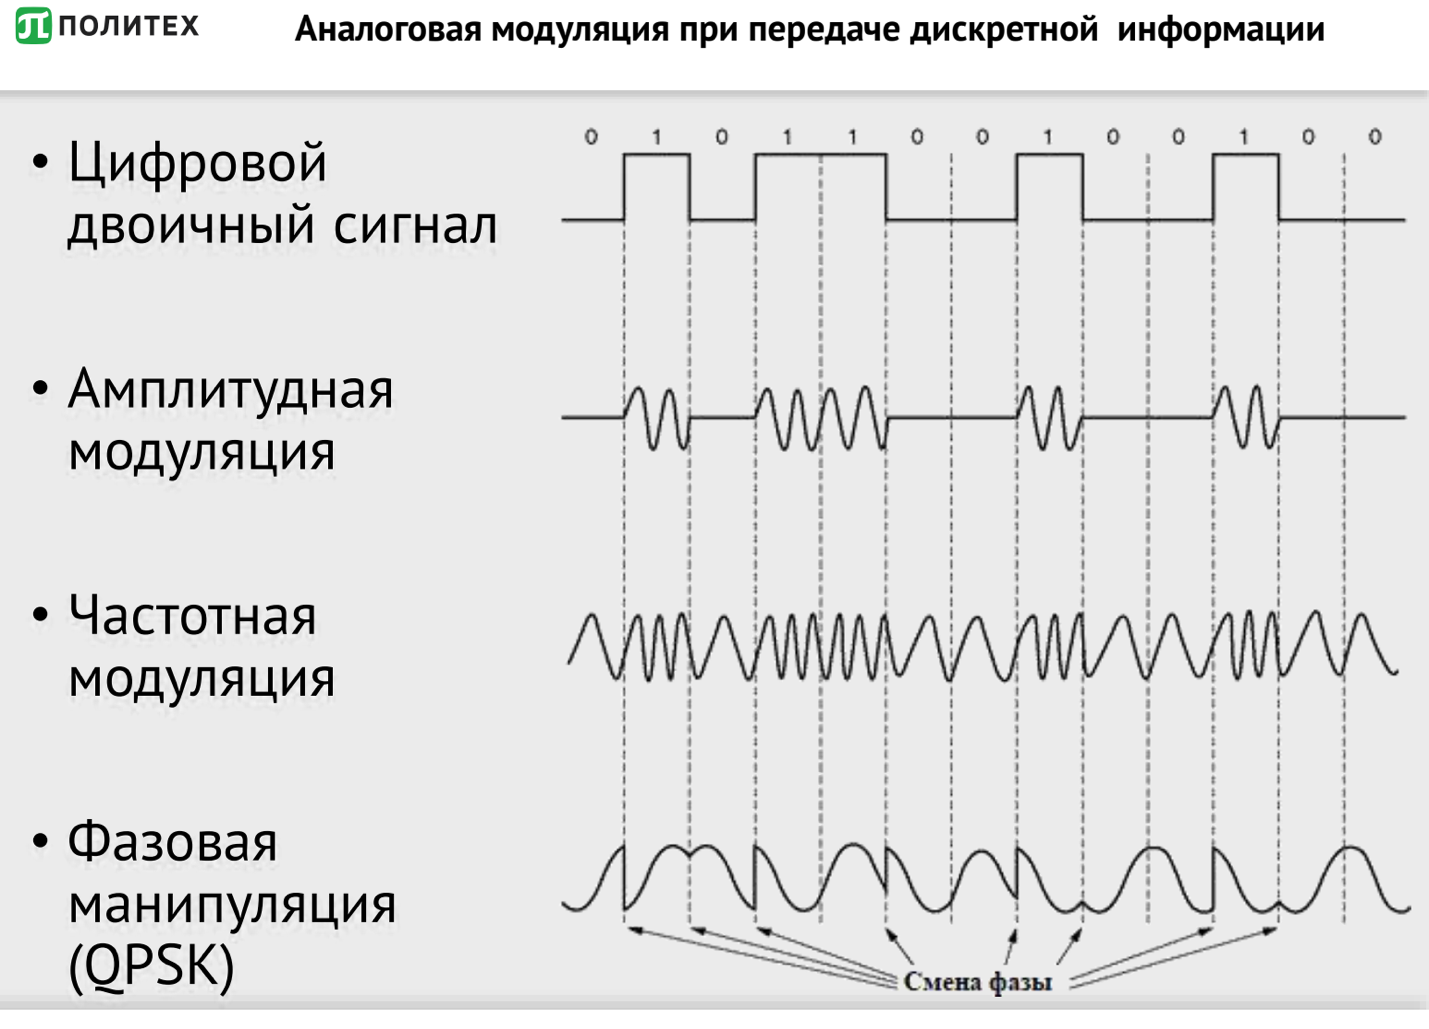 ПОЛИТЕХ
Аналоговая модуляция при передаче дискретной информации
0 1 0 1 1 0 0 1 0 0 1 0 0
• Цифровой
двоичный сигнал
• Амплитудная
модуляция
• Частотная
модуляция
• Фазовая
манипуляция
(QPSK)
Смена фазы